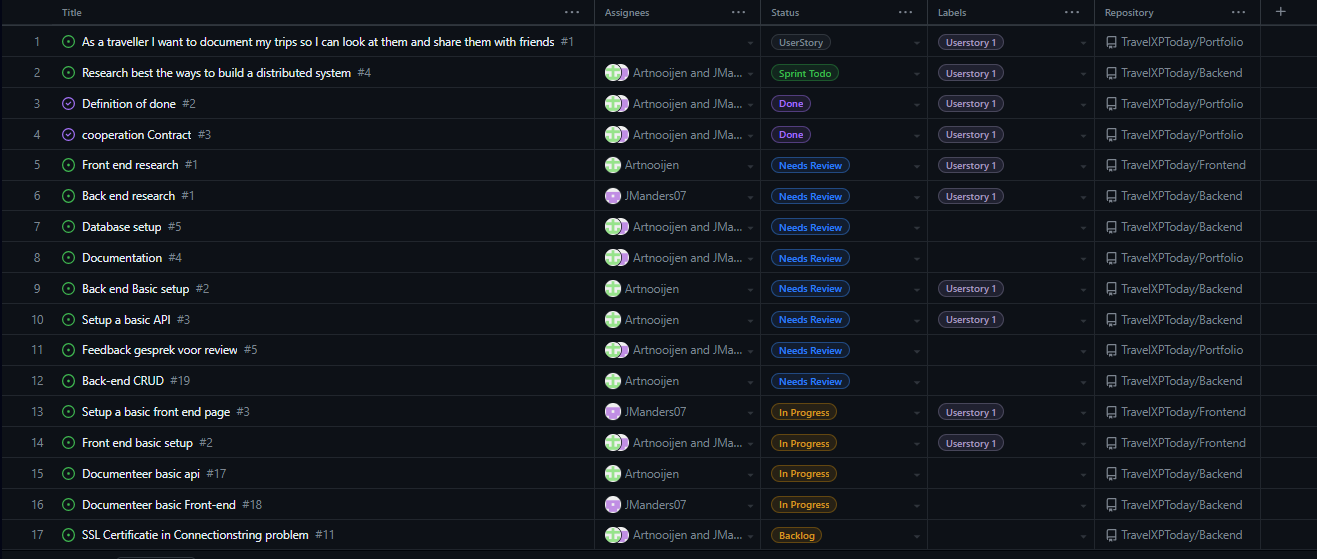 Title ... Assignees ... Status ... Labels ... Repository ... +
1 As a traveller I want to document my trips so I can look at them and share them with friends #1 UserStory Userstory 1 TravelXPToday/Portfolio
2 Research best the ways to build a distributed system #4 Artnooijen and JMa... Sprint Todo Userstory 1 TravelXPToday/Backend
3 Definition of done #2 Artnooijen and JMa... Done Userstory 1 TravelXPToday/Portfolio
4 cooperation Contract #3 Artnooijen and JMa... Done Userstory 1 TravelXPToday/Portfolio
5 Front end research #1 Artnooijen Needs Review Userstory 1 TravelXPToday/Frontend
6 Back end research #1 JManders07 Needs Review Userstory 1 TravelXPToday/Backend
7 Database setup #5 Artnooijen and JMa... Needs Review TravelXPToday/Backend
8 Documentation #4 Artnooijen and JMa... Needs Review TravelXPToday/Portfolio
9 Back end Basic setup #2 Artnooijen Needs Review Userstory 1 TravelXPToday/Backend
10 Setup a basic API #3 Artnooijen Needs Review Userstory 1 TravelXPToday/Backend
11 Feedback gesprek voor review #5 Artnooijen and JMa... Needs Review TravelXPToday/Portfolio
12 Back-end CRUD #19 Artnooijen Needs Review TravelXPToday/Backend
13 Setup a basic front end page #3 JManders07 In Progress Userstory 1 TravelXPToday/Frontend
14 Front end basic setup #2 Artnooijen and JMa... In Progress Userstory 1 TravelXPToday/Frontend
15 Documenteer basic api #17 Artnooijen In Progress TravelXPToday/Backend
16 Documenteer basic Front-end #18 JManders07 In Progress TravelXPToday/Backend
17 SSL Certificatie in Connectionstring problem #11 Artnooijen and JMa... Backlog TravelXPToday/Backend